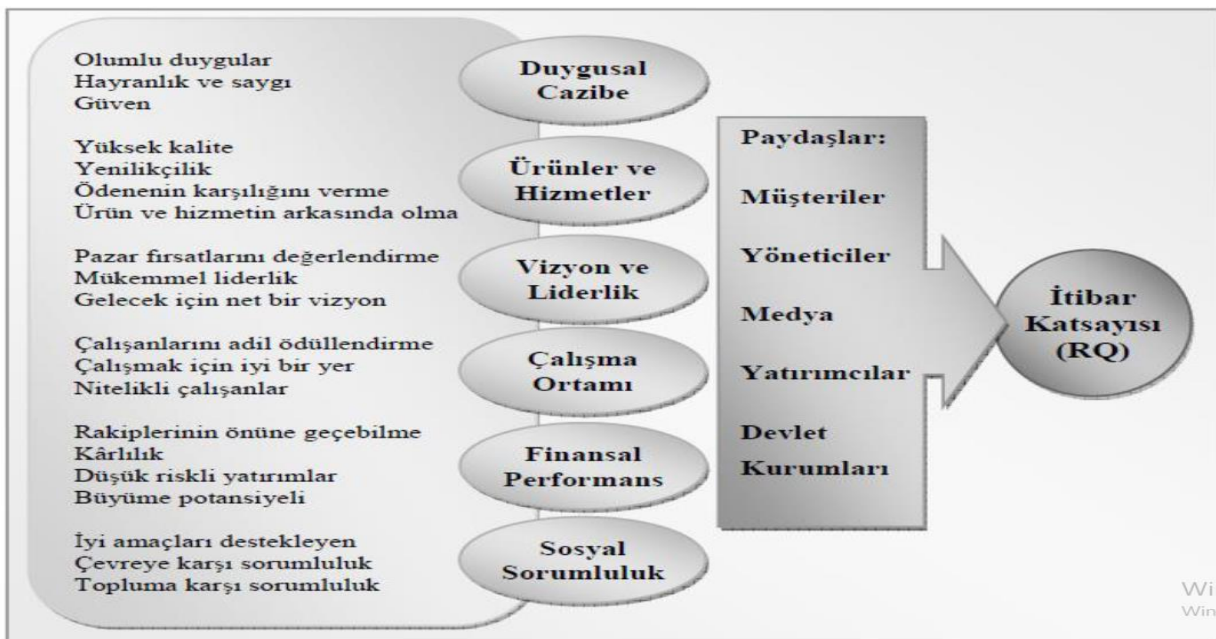 Olumlu duygular
Hayranlık ve saygı
Güven
Duygusal
Cazibe
Yüksek kalite
Yenilikçilik
Ödenenin karşılığını verme
Ürün ve hizmetin arkasında olma
Ürünler ve
Hizmetler
Pazar fırsatlarını değerlendirme
Mükemmel liderlik
Gelecek için net bir vizyon
Vizyon ve
Liderlik
Çalışanlarını adil ödüllendirme
Çalışmak için iyi bir yer
Nitelikli çalışanlar
Çalışma
Ortamı
Rakiplerinin önüne geçebilme
Kârlılık
Düşük riskli yatırımlar
Büyüme potansiyeli
Finansal
Performans
İyi amaçları destekleyen
Çevreye karşı sorumluluk
Topluma karşı sorumluluk
Sosyal
Sorumluluk
Paydaşlar:
Müşteriler
Yöneticiler
Medya
Yatırımcılar
Devlet
Kurumları
İtibar
Katsayısı
(RQ)
Wi
Win